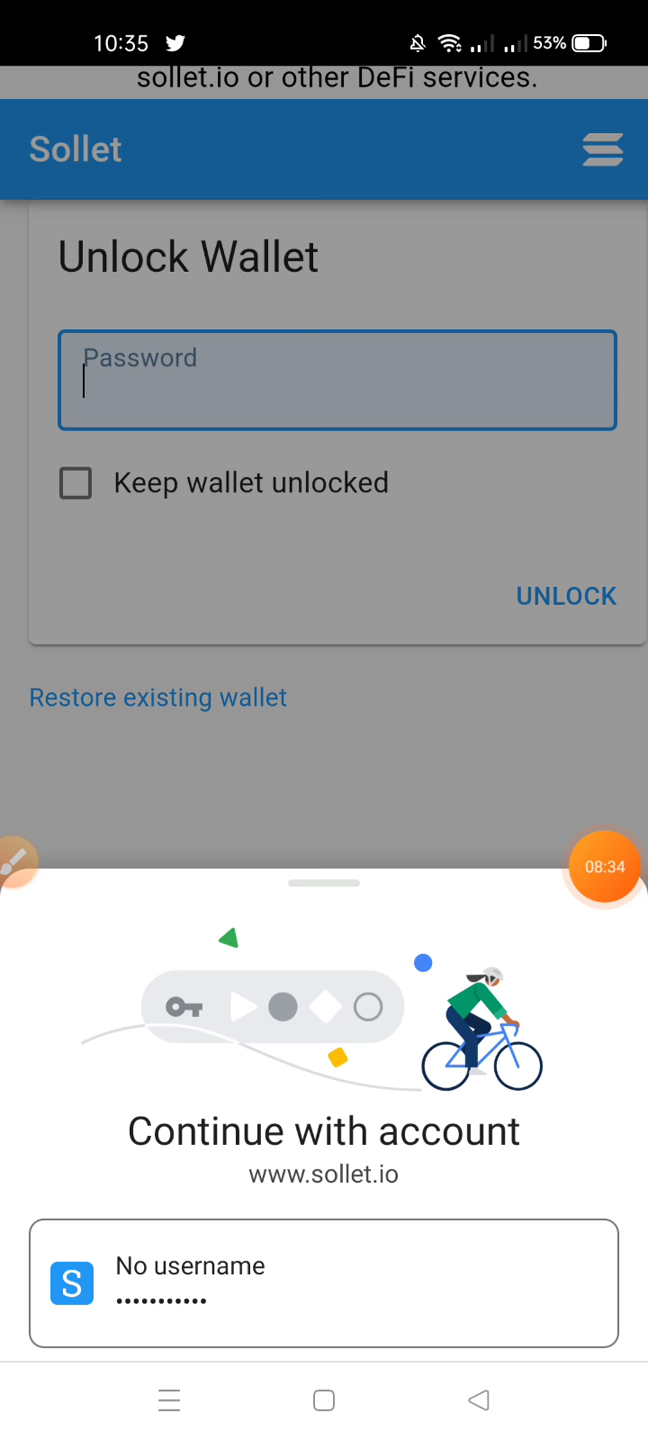 10:35 53%
sollet.io or other DeFi services.
Sollet
Unlock Wallet
Password
Keep wallet unlocked
UNLOCK
Restore existing wallet
08:34
Continue with account
www.sollet.io
S
No username
•••••••••••